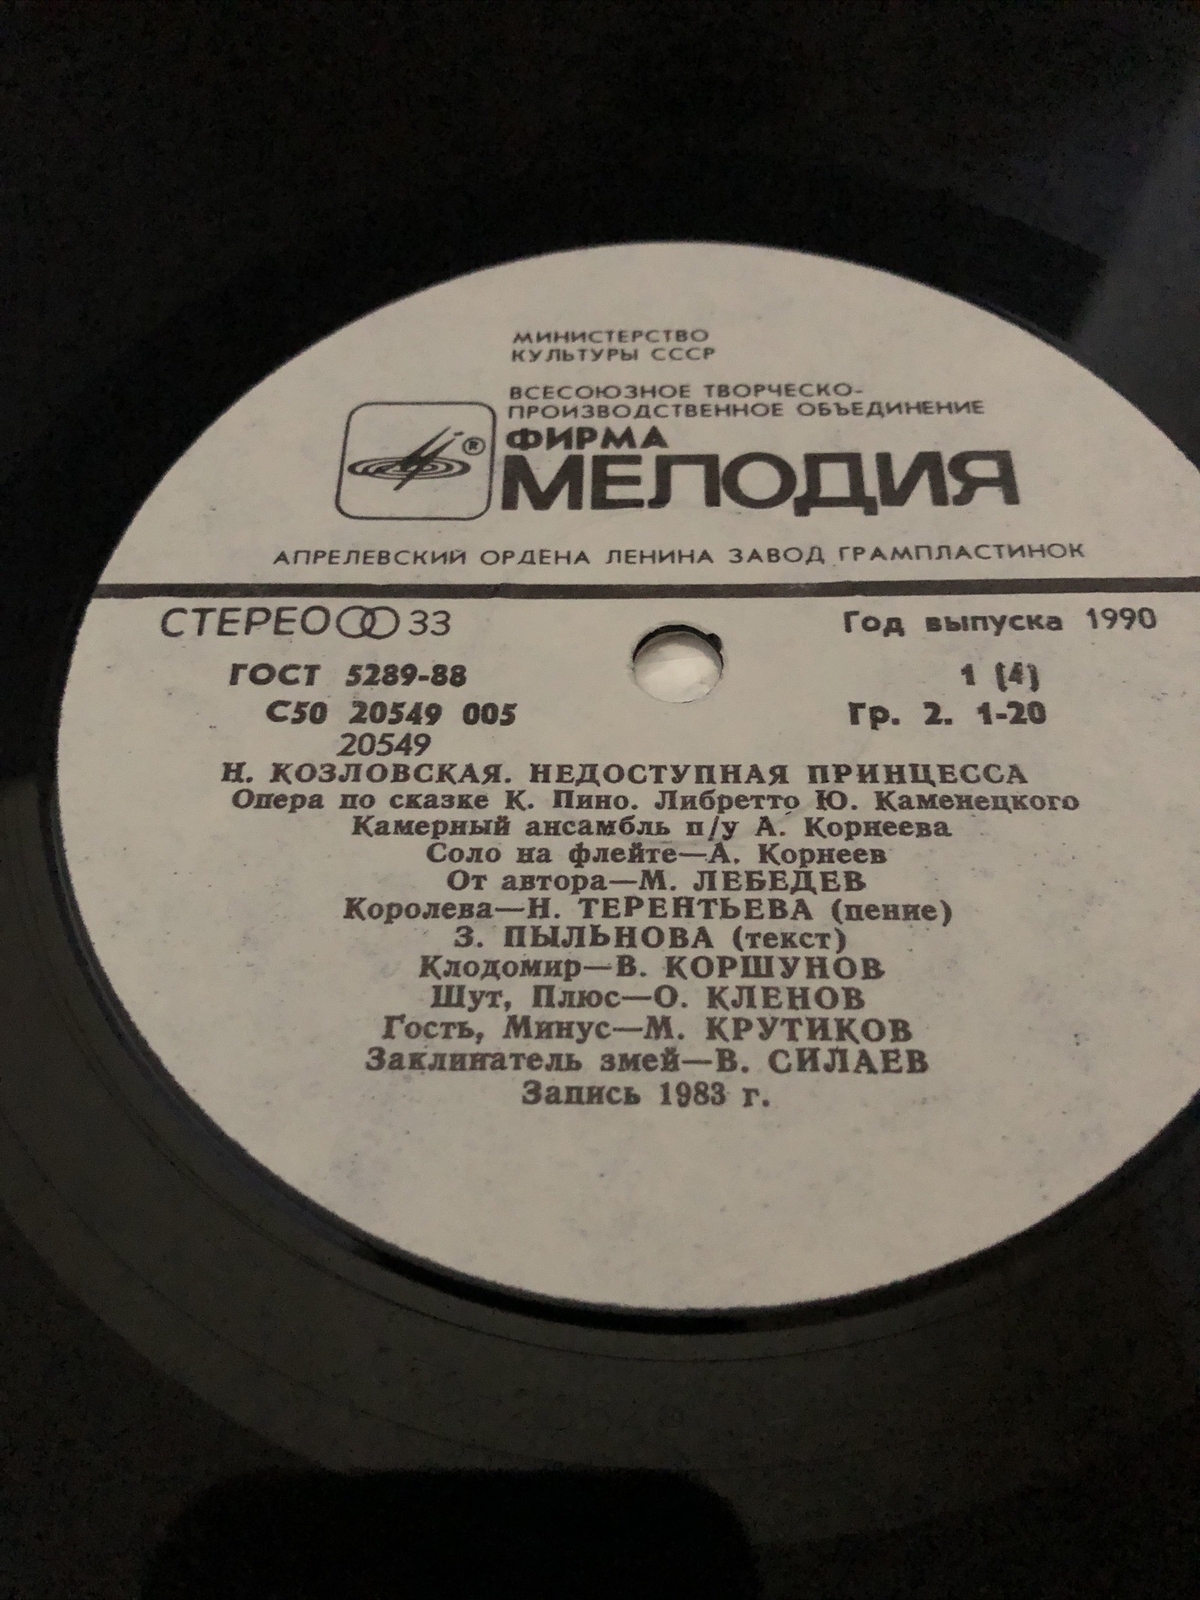 МИНИСТЕРСТВО
КУЛЬТУРЫ СССР
ВСЕСОЮЗНОЕ ТВОРЧЕСКО-
ПРОИЗВОДСТВЕННОЕ ОБЪЕДИНЕНИЕ
®
ФИРМА
МЕЛОДИЯ
АПРЕЛЕВСКИЙ ОРДЕНА ЛЕНИНА ЗАВОД ГРАМПЛАСТИНОК
СТЕРЕО 33
Год выпуска 1990
ГОСТ 5289-88
1 (4)
С50 20549 005
Гр. 2. 1-20
20549
Н. КОЗЛОВСКАЯ. НЕДОСТУПНАЯ ПРИНЦЕССА
Опера по сказке К. Пино. Либретто Ю. Каменецкого
Камерный ансамбль п/у А. Корнеева
Соло на флейте—А. Корнеев
От автора—М. ЛЕБЕДЕВ
Королева—Н. ТЕРЕНТЬЕВА (пение)
З. ПЫЛЬНОВА (текст)
Клодомир—В. КОРШУНОВ
Шут, Плюс—О. КЛЕНОВ
Гость, Минус—М. КРУТИКОВ
Заклинатель змей—В. СИЛАЕВ
Запись 1983 г.